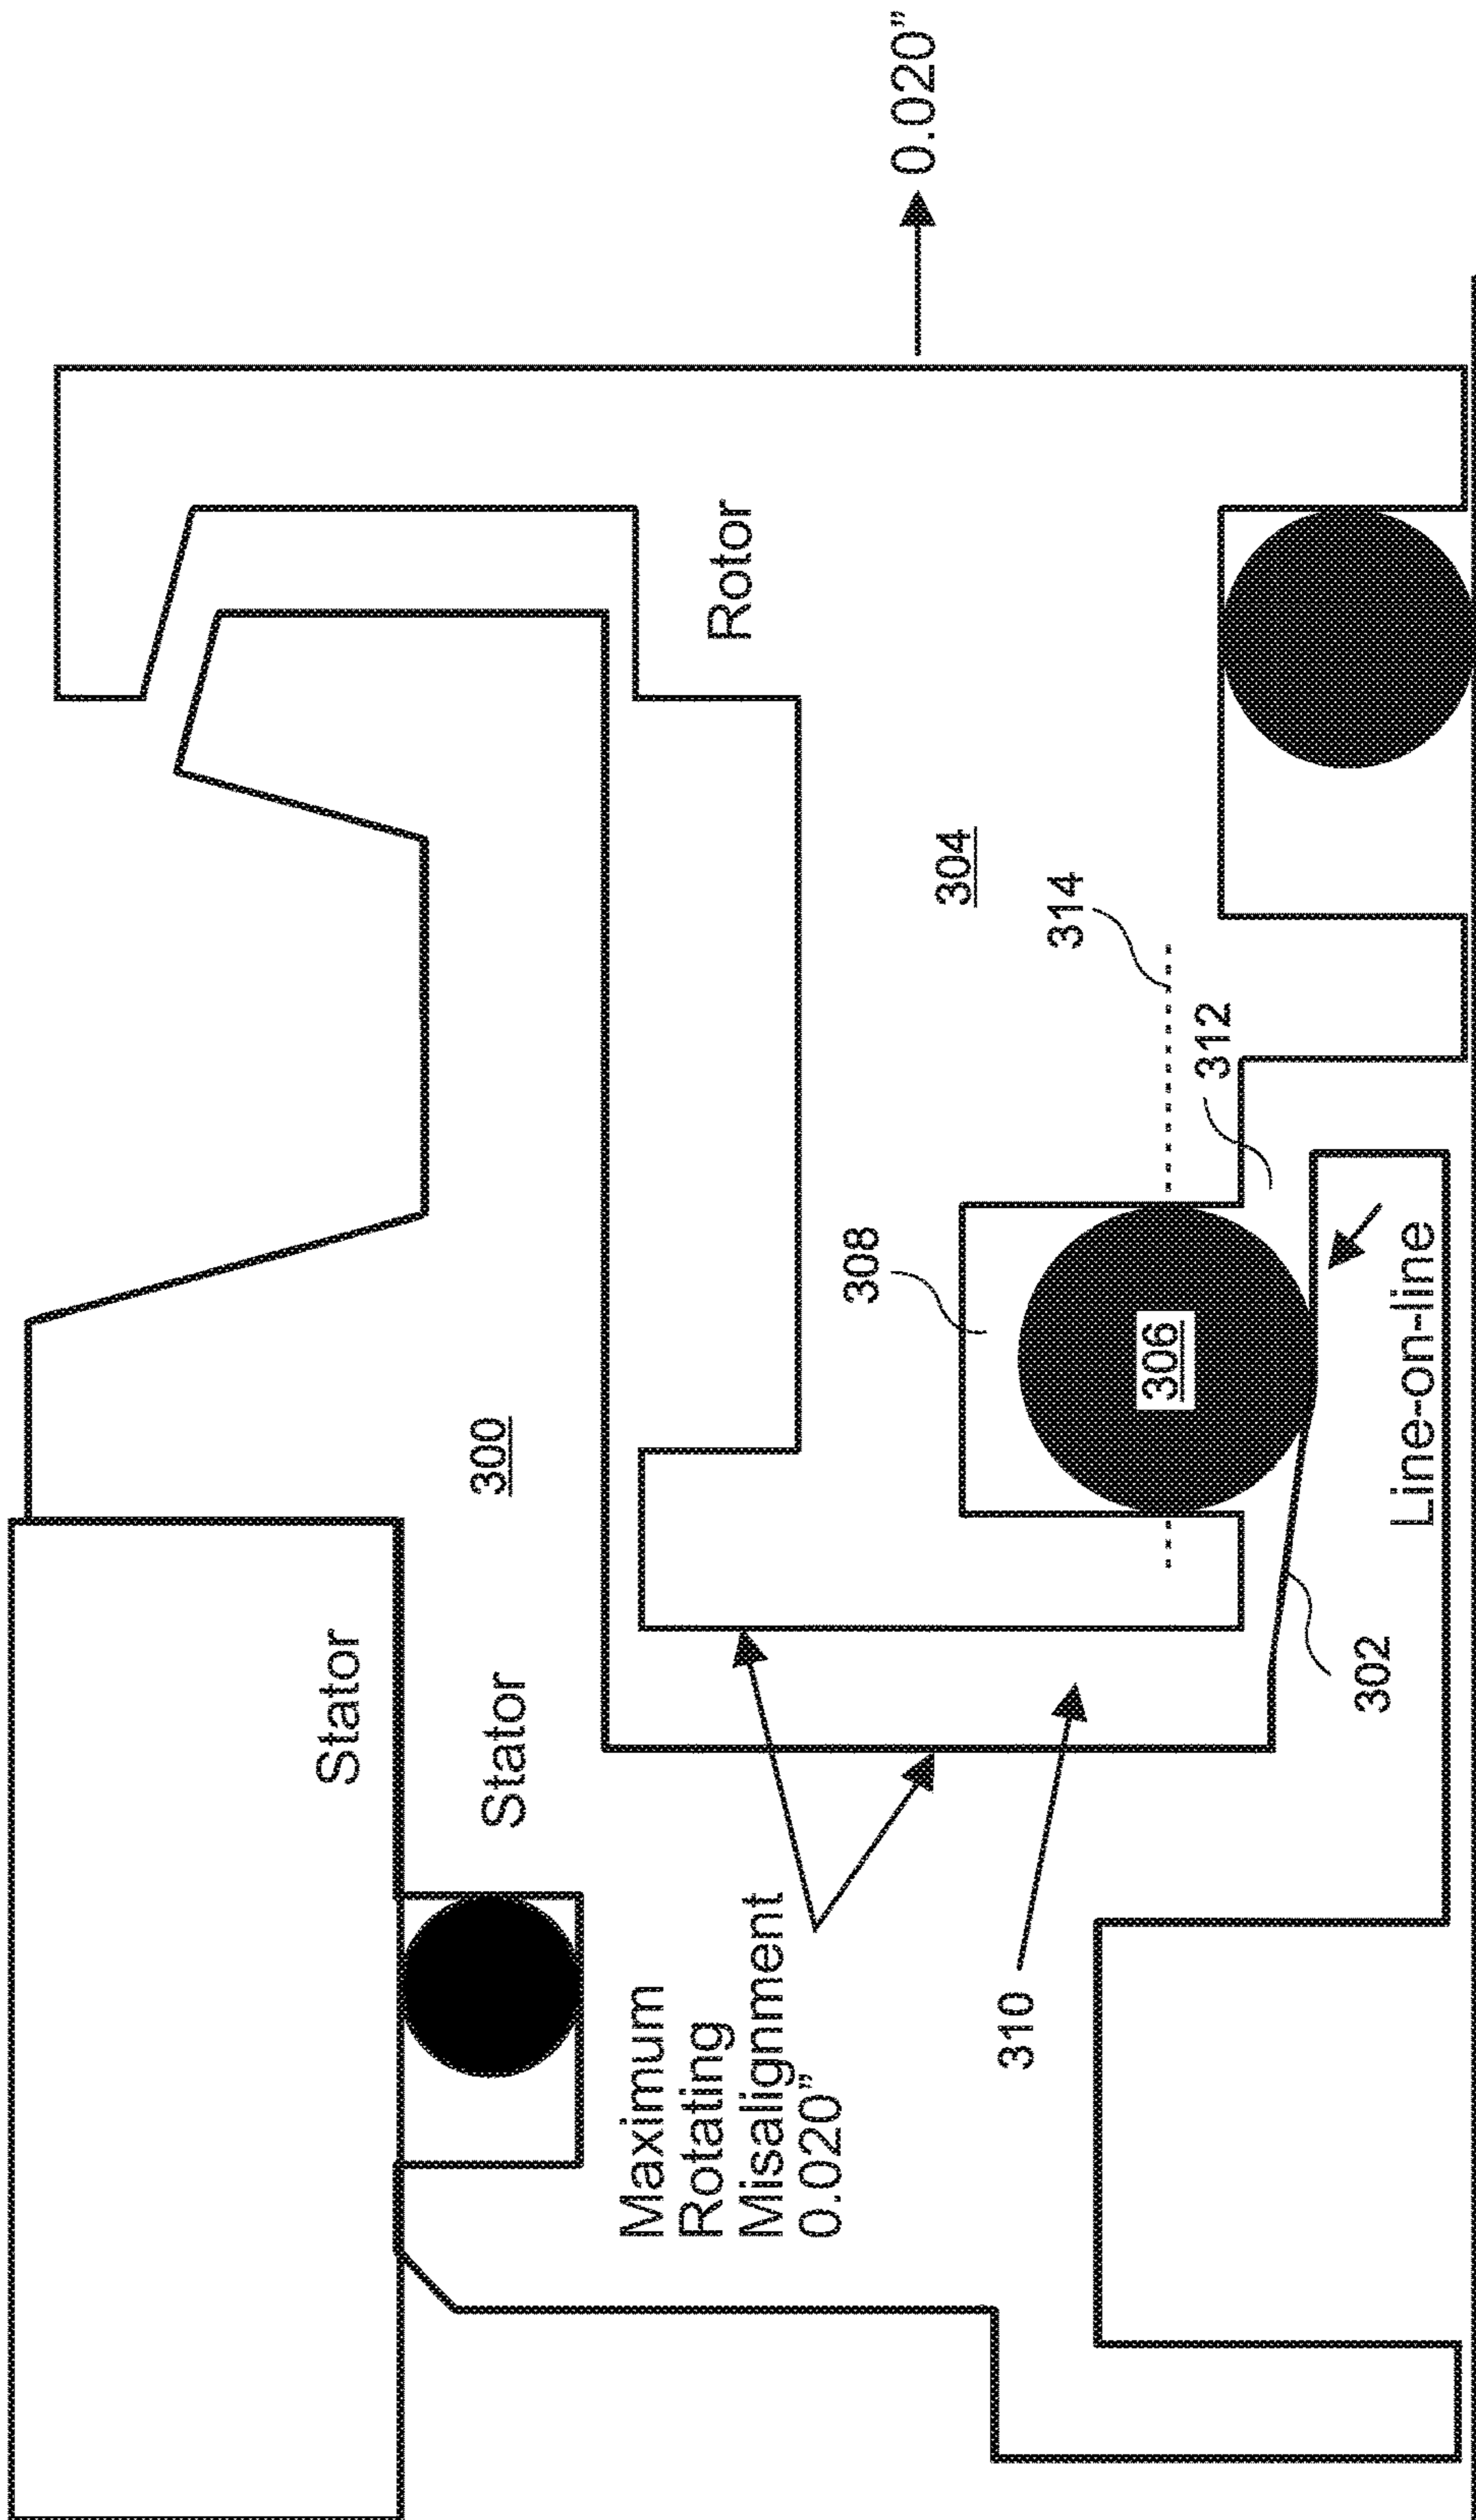 0.020”
Rotor
304
314
312
308
306
Line-on-line
302
300
Stator
Stator
Maximum
Rotating
Misalignment
0.020”
310